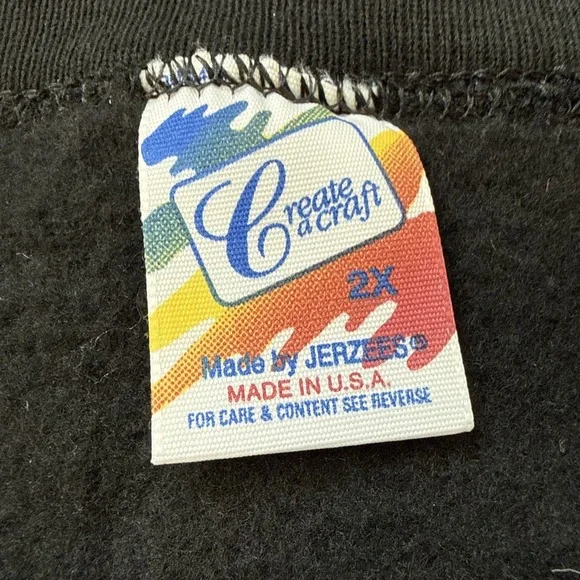 Create
a craft
2X
Made by JERZEES®
MADE IN U.S.A.
FOR CARE & CONTENT SEE REVERSE